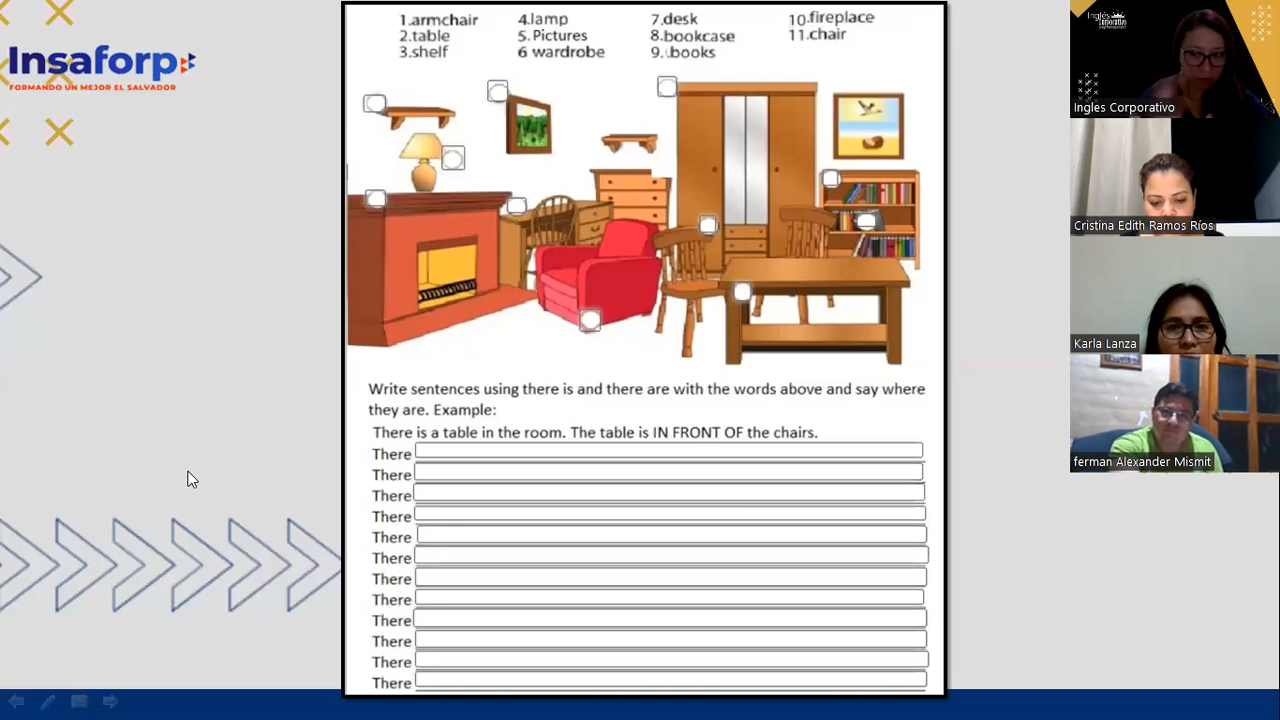 Insaforp
FORMANDO UN MEJOR EL SALVADOR
1.armchair 4.lamp 7.desk 10.fireplace
2.table 5.Pictures 8.bookcase 11.chair
3.shelf 6 wardrobe 9. books
Write sentences using there is and there are with the words above and say where
they are. Example:
There is a table in the room. The table is IN FRONT OF the chairs.
There
There
There
There
There
There
There
There
There
There
There
There
Inglés
Corporativo
Ingles Corporativo
Cristina Edith Ramos Ríos
Karla Lanza
ferman Alexander Mismit